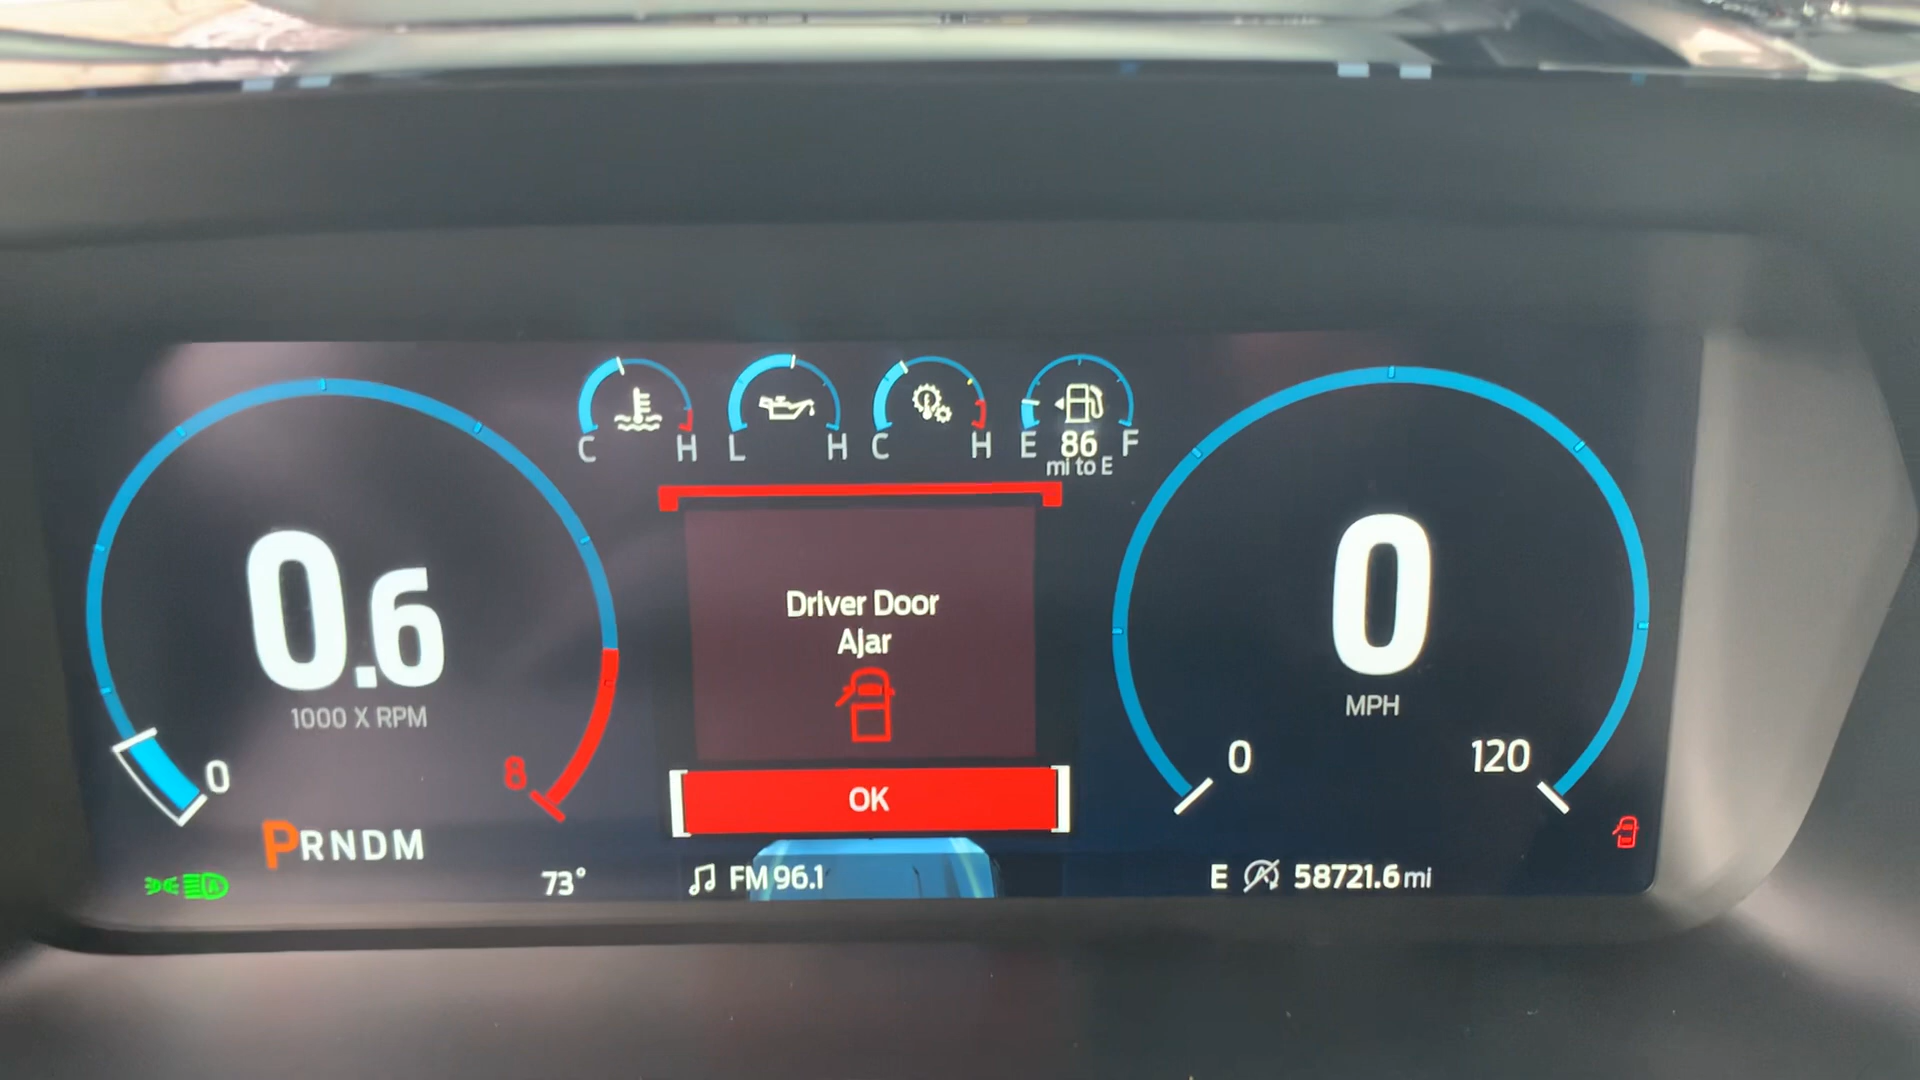 C H L H C H E 86 F
mi to E
0.6
1000 X RPM
0
8
PRNDM
73°
Driver Door
Ajar
OK
FM 96.1
0
MPH
0
120
E 58721.6 mi